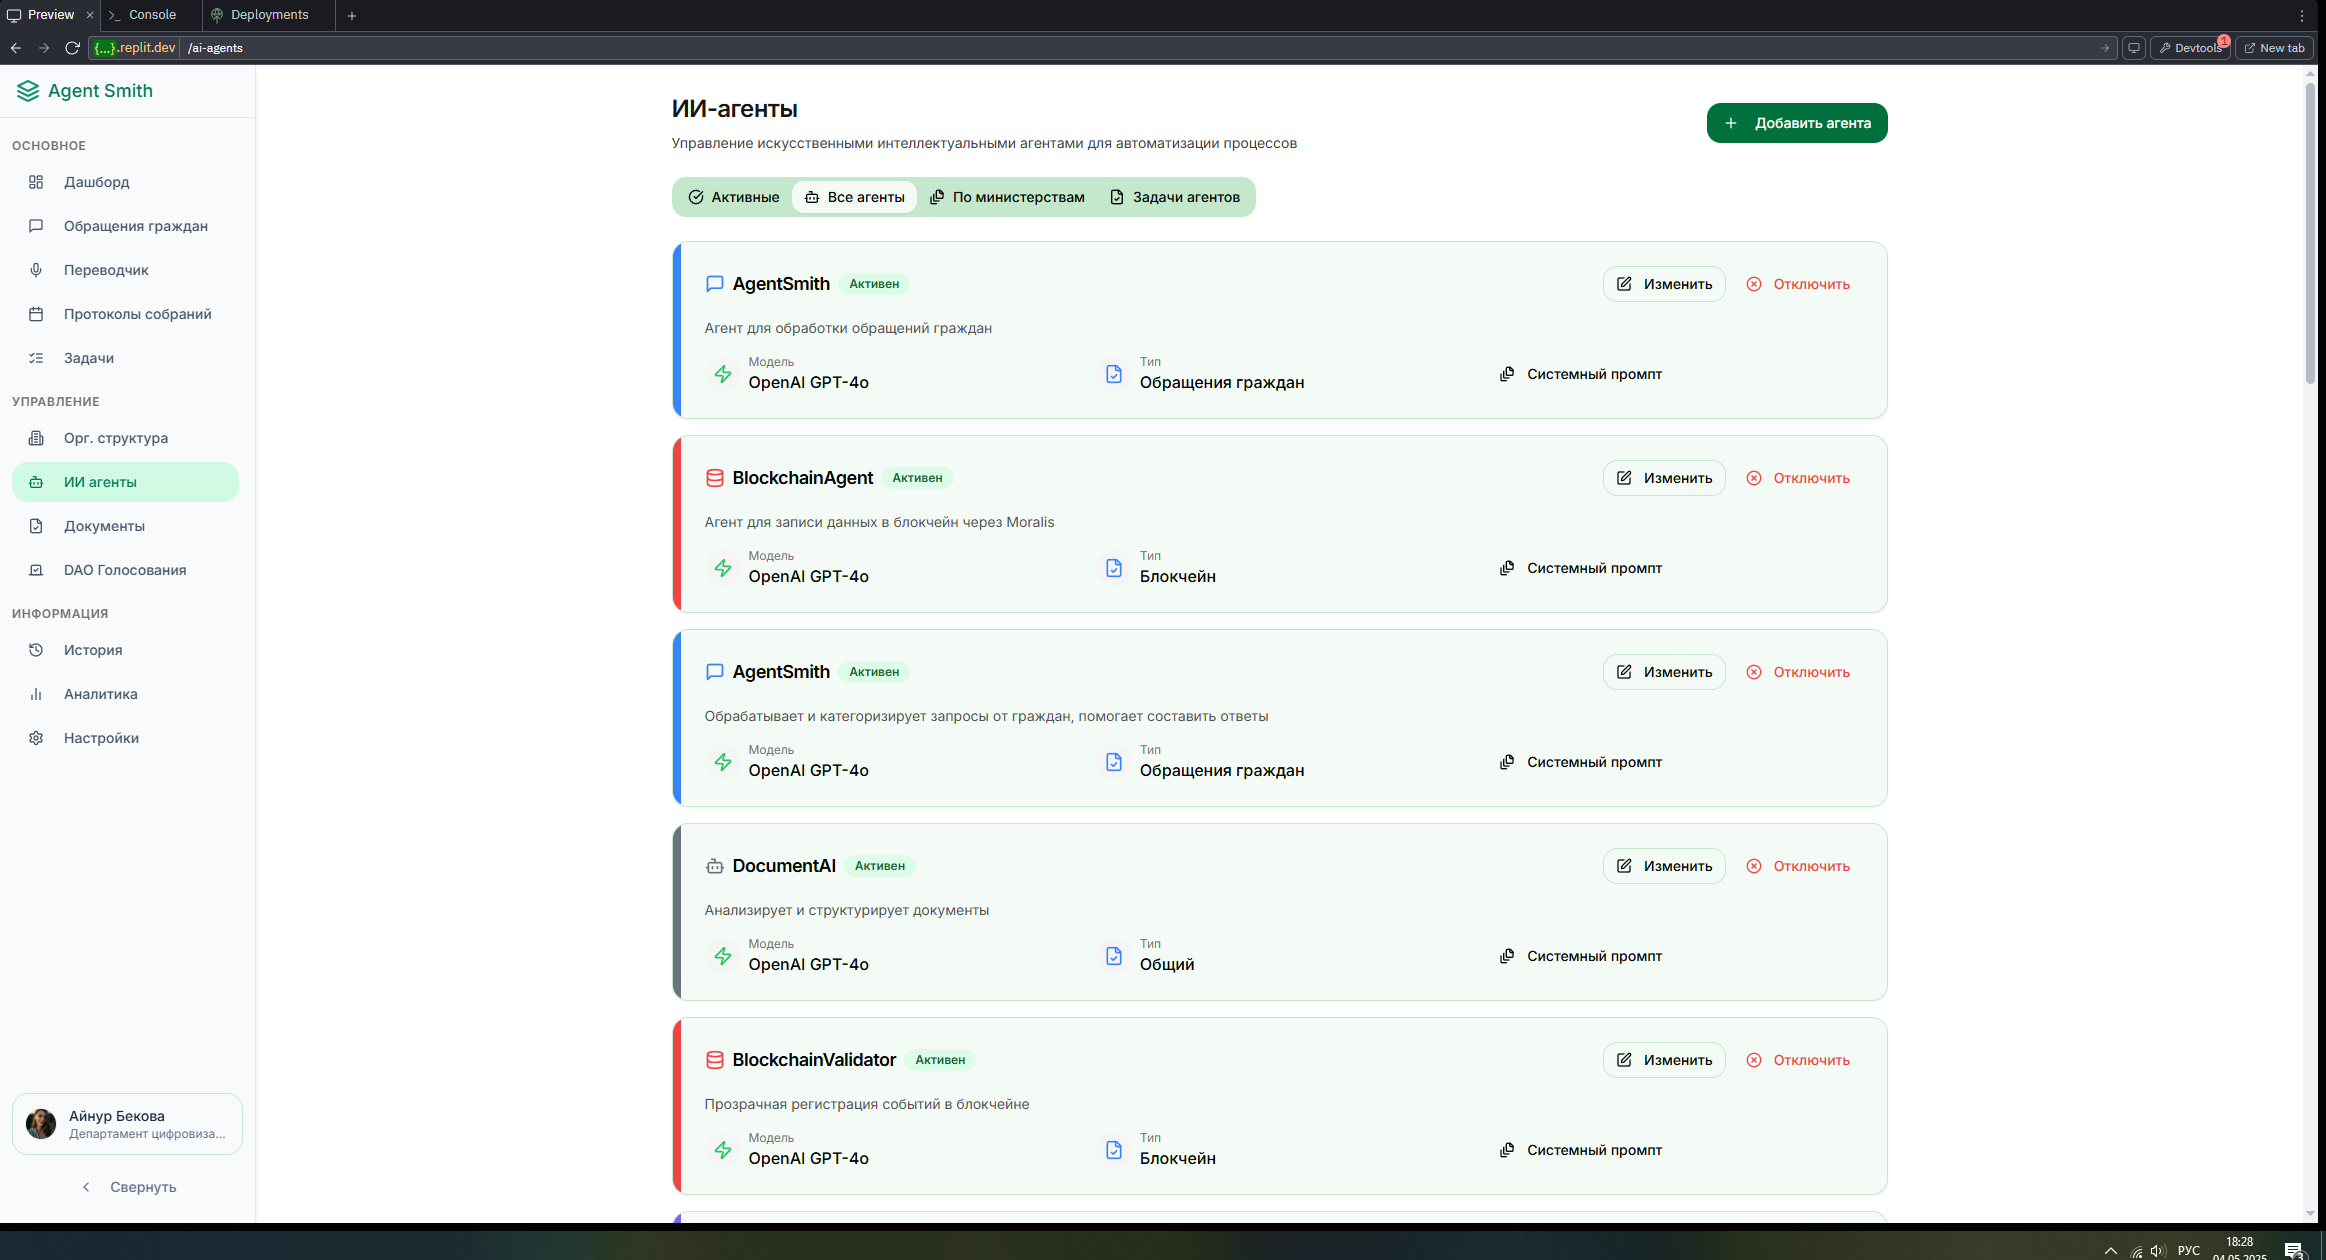 Preview
Console
Deployments
{...}.replit.dev /ai-agents
Devtools 1
New tab
Agent Smith
ОСНОВНОЕ
Дашборд
Обращения граждан
Переводчик
Протоколы собраний
Задачи
УПРАВЛЕНИЕ
Орг. структура
ИИ агенты
Документы
DAO Голосования
ИНФОРМАЦИЯ
История
Аналитика
Настройки
Айнур Бекова
Департамент цифровиза...
Свернуть
ИИ-агенты
Управление искусственными интеллектуальными агентами для автоматизации процессов
Добавить агента
Активные Все агенты По министерствам Задачи агентов
AgentSmith Активен Изменить Отключить
Агент для обработки обращений граждан
Модель Тип
OpenAI GPT-4o Обращения граждан Системный промпт
BlockchainAgent Активен Изменить Отключить
Агент для записи данных в блокчейн через Moralis
Модель Тип
OpenAI GPT-4o Блокчейн Системный промпт
AgentSmith Активен Изменить Отключить
Обрабатывает и категоризирует запросы от граждан, помогает составить ответы
Модель Тип
OpenAI GPT-4o Обращения граждан Системный промпт
DocumentAI Активен Изменить Отключить
Анализирует и структурирует документы
Модель Тип
OpenAI GPT-4o Общий Системный промпт
BlockchainValidator Активен Изменить Отключить
Прозрачная регистрация событий в блокчейне
Модель Тип
OpenAI GPT-4o Блокчейн Системный промпт
РУС
18:28
04.05.2025
3